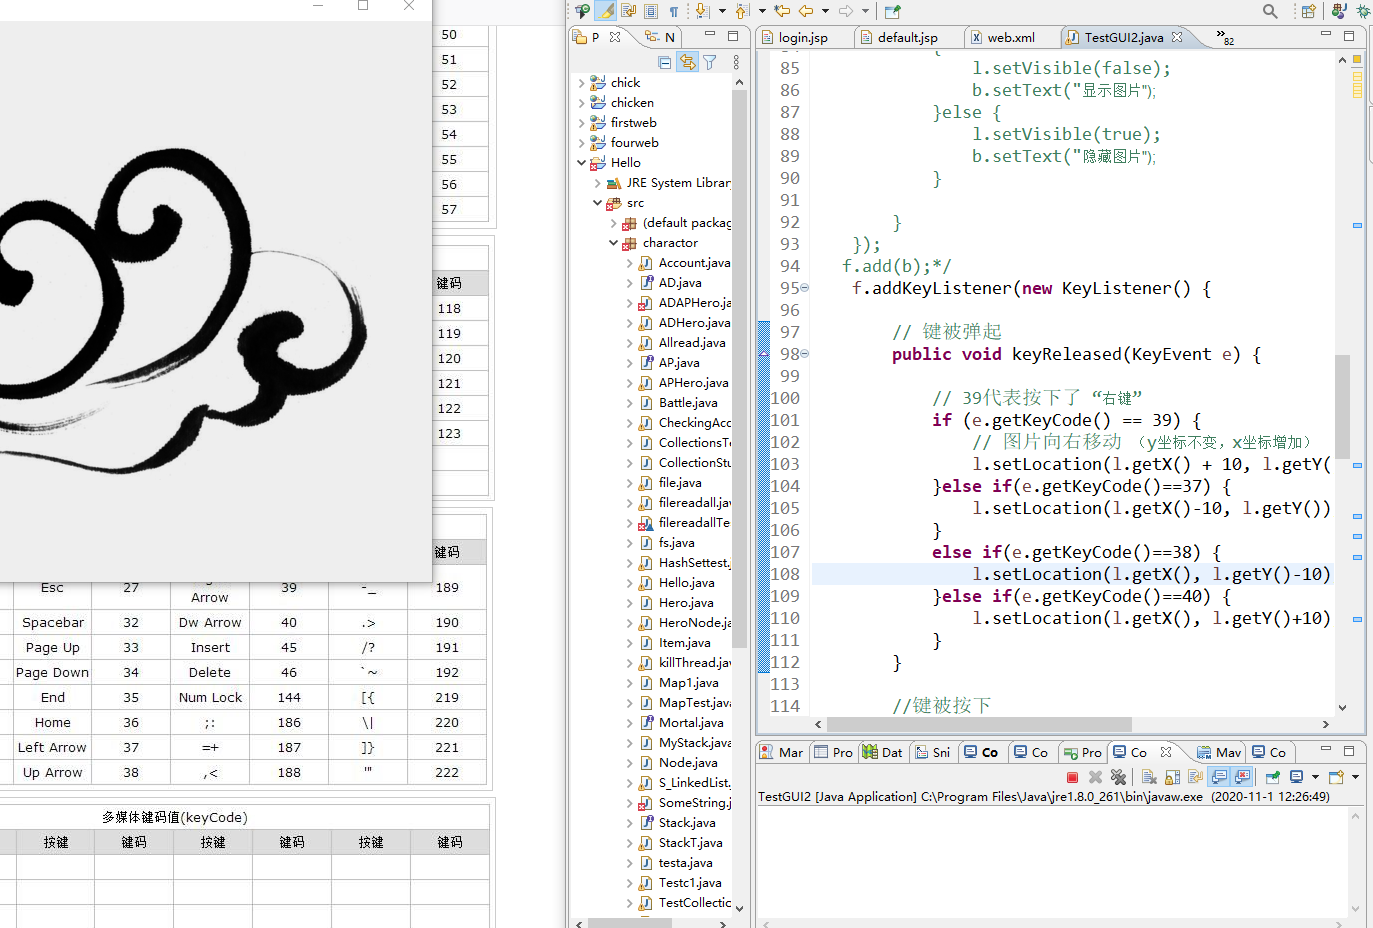 50
51
52
53
54
55
56
57
键码
118
119
120
121
122
123
键码
Esc 27 Arrow 39 -_ 189
Spacebar 32 Dw Arrow 40 .> 190
Page Up 33 Insert 45 /? 191
Page Down 34 Delete 46 `~ 192
End 35 Num Lock 144 [{ 219
Home 36 ;: 186 \| 220
Left Arrow 37 =+ 187 ]} 221
Up Arrow 38 ,< 188 '" 222
多媒体键码值(keyCode)
按键 键码 按键 键码 按键 键码
P N
chick
chicken
firstweb
fourweb
Hello
JRE System Librar
src
(default packag
charactor
Account.java
AD.java
ADAPHero.ja
ADHero.java
Allread.java
AP.java
APHero.java
Battle.java
CheckingAcc
CollectionsTe
CollectionStu
file.java
filereadall.jav
filereadallTe
fs.java
HashSettest.j
Hello.java
Hero.java
HeroNode.ja
Item.java
killThread.jav
Map1.java
MapTest.java
Mortal.java
MyStack.java
Node.java
S_LinkedList.
SomeString.j
Stack.java
StackT.java
testa.java
Testc1.java
TestCollectio
login.jsp default.jsp web.xml TestGUI2.java »82
85 l.setVisible(false);
86 b.setText("显示图片");
87 }else {
88 l.setVisible(true);
89 b.setText("隐藏图片");
90 }
91
92 }
93 });
94 f.add(b);*/
95 f.addKeyListener(new KeyListener() {
96
97 // 键被弹起
98 public void keyReleased(KeyEvent e) {
99
100 // 39代表按下了 “右键”
101 if (e.getKeyCode() == 39) {
102 // 图片向右移动 （y坐标不变，x坐标增加）
103 l.setLocation(l.getX() + 10, l.getY(
104 }else if(e.getKeyCode()==37) {
105 l.setLocation(l.getX()-10, l.getY())
106 }
107 else if(e.getKeyCode()==38) {
108 l.setLocation(l.getX(), l.getY()-10)
109 }else if(e.getKeyCode()==40) {
110 l.setLocation(l.getX(), l.getY()+10)
111 }
112 }
113
114 //键被按下
Mar Pro Dat Sni Co Co Pro Co Mav Co
TestGUI2 [Java Application] C:\Program Files\Java\jre1.8.0_261\bin\javaw.exe (2020-11-1 12:26:49)